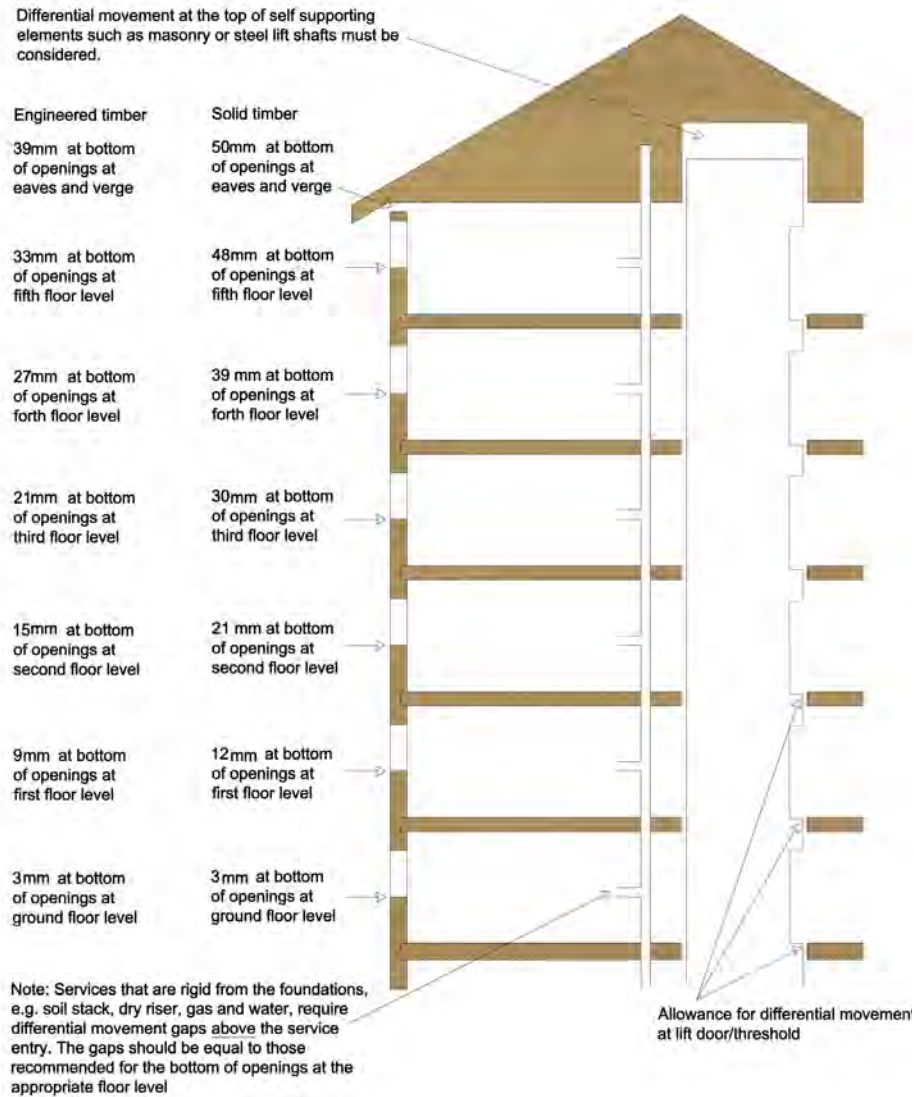 Differential movement at the top of self supporting
elements such as masonry or steel lift shafts must be
considered.
Engineered timber
Solid timber
39mm at bottom
of openings at
eaves and verge
50mm at bottom
of openings at
eaves and verge
33mm at bottom
of openings at
fifth floor level
48mm at bottom
of openings at
fifth floor level
27mm at bottom
of openings at
forth floor level
39 mm at bottom
of openings at
forth floor level
21mm at bottom
of openings at
third floor level
30mm at bottom
of openings at
third floor level
15mm at bottom
of openings at
second floor level
21 mm at bottom
of openings at
second floor level
9mm at bottom
of openings at
first floor level
12mm at bottom
of openings at
first floor level
3mm at bottom
of openings at
ground floor level
3mm at bottom
of openings at
ground floor level
Note: Services that are rigid from the foundations,
e.g. soil stack, dry riser, gas and water, require
differential movement gaps above the service
entry. The gaps should be equal to those
recommended for the bottom of openings at the
appropriate floor level
Allowance for differential movement
at lift door/threshold